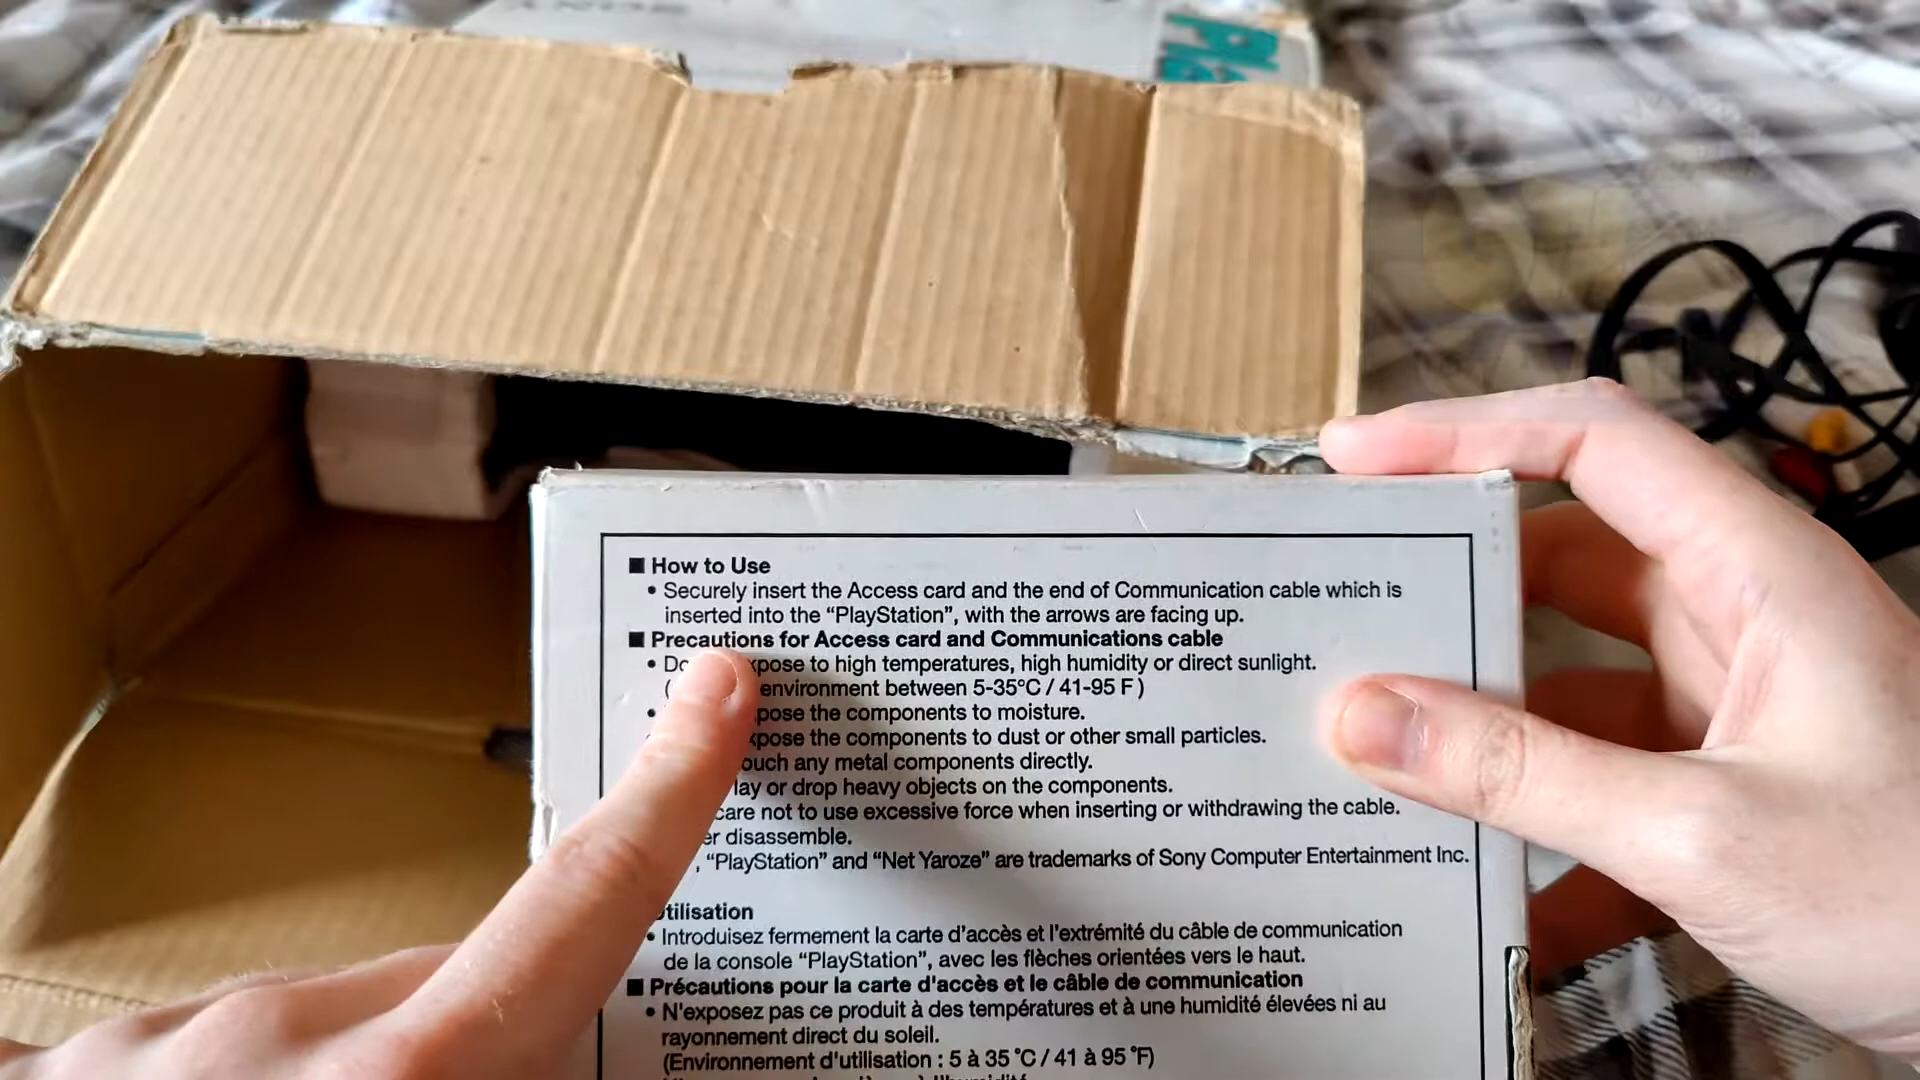 SONY
Pla
■ How to Use
• Securely insert the Access card and the end of Communication cable which is
inserted into the “PlayStation”, with the arrows are facing up.
■ Precautions for Access card and Communications cable
• Do xpose to high temperatures, high humidity or direct sunlight.
( environment between 5-35°C / 41-95 F )
• pose the components to moisture.
xpose the components to dust or other small particles.
ouch any metal components directly.
lay or drop heavy objects on the components.
care not to use excessive force when inserting or withdrawing the cable.
er disassemble.
, “PlayStation” and “Net Yaroze” are trademarks of Sony Computer Entertainment Inc.
tilisation
• Introduisez fermement la carte d'accès et l'extrémité du câble de communication
de la console “PlayStation”, avec les flèches orientées vers le haut.
■ Précautions pour la carte d'accès et le câble de communication
• N'exposez pas ce produit à des températures et à une humidité élevées ni au
rayonnement direct du soleil.
(Environnement d'utilisation : 5 à 35 °C / 41 à 95 °F)